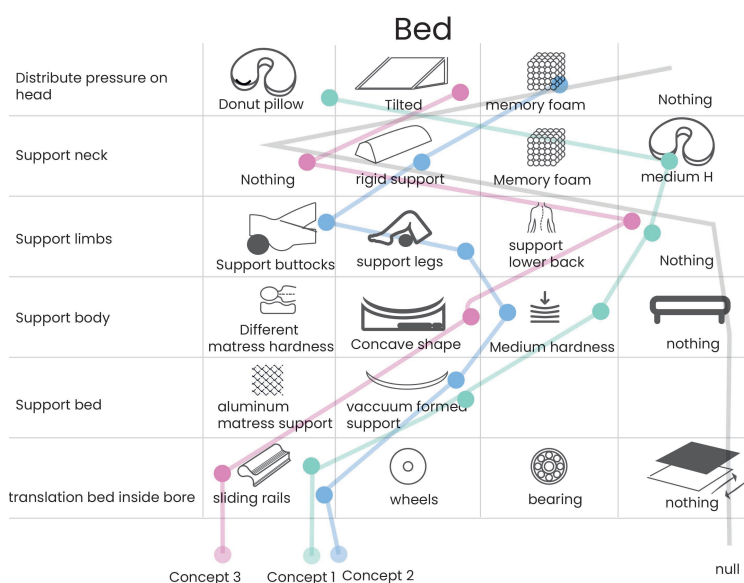 Bed
Distribute pressure on
head
Donut pillow
Tilted
memory foam
Nothing
Support neck
Nothing
rigid support
Memory foam
medium H
Support limbs
Support buttocks
support legs
support
lower back
Nothing
Support body
Different
matress hardness
Concave shape
Medium hardness
nothing
Support bed
aluminum
matress support
vaccuum formed
support
translation bed inside bore
sliding rails
wheels
bearing
nothing
Concept 3
Concept 1
Concept 2
null